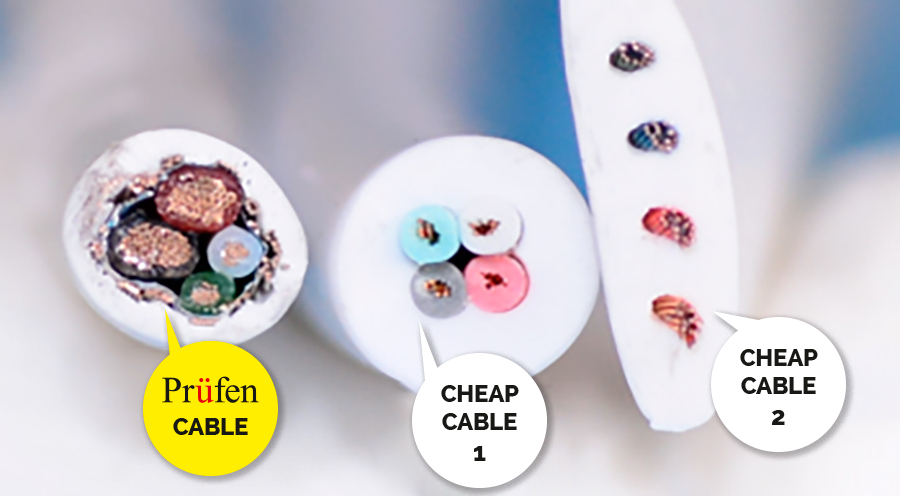 Prüfen
CABLE
CHEAP
CABLE
1
CHEAP
CABLE
2